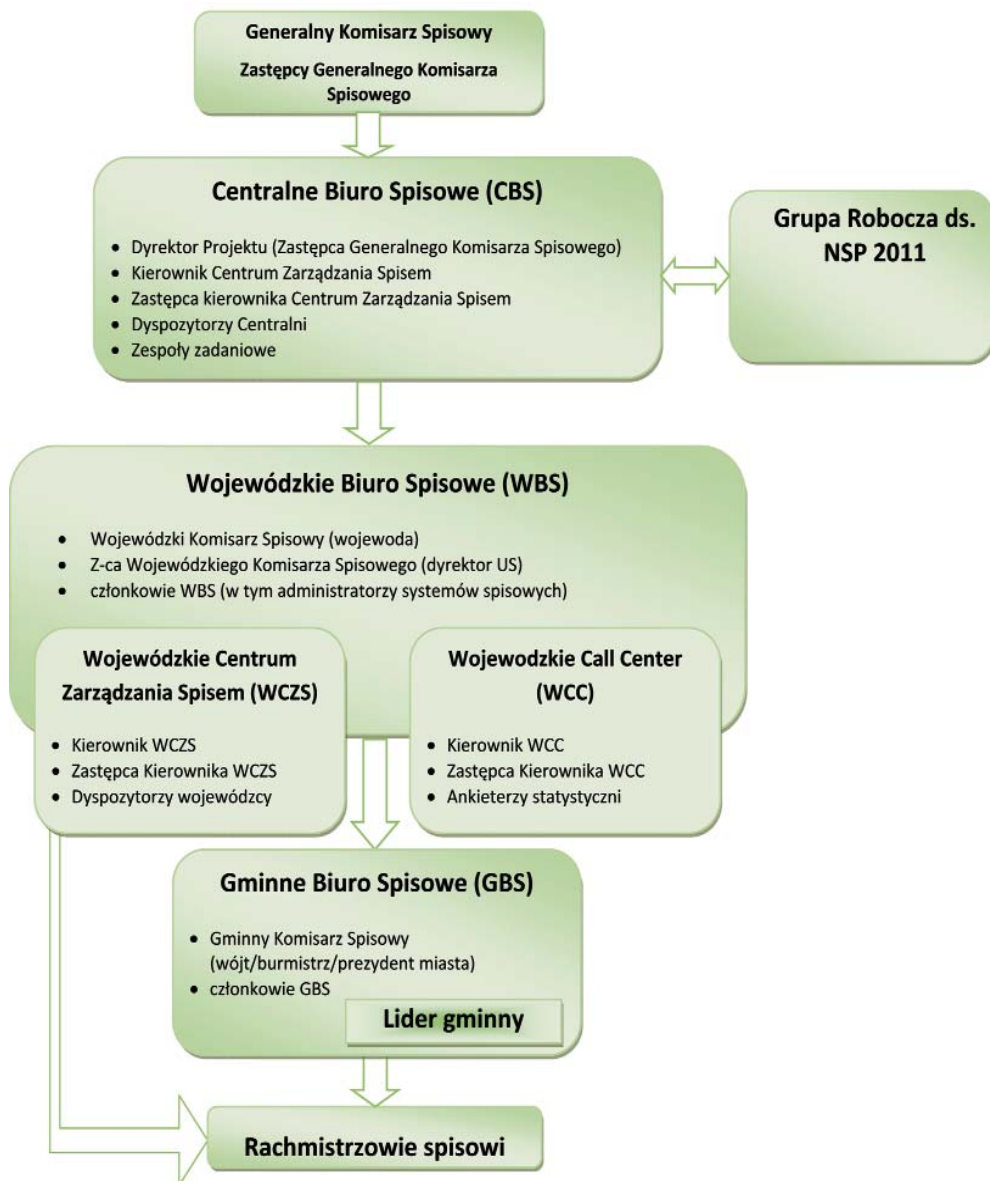 Generalny Komisarz Spisowy
Zastępcy Generalnego Komisarza
Spisowego
Centralne Biuro Spisowe (CBS)
• Dyrektor Projektu (Zastępca Generalnego Komisarza Spisowego)
• Kierownik Centrum Zarządzania Spisem
• Zastępca kierownika Centrum Zarządzania Spisem
• Dyspozytorzy Centralni
• Zespoły zadaniowe
Grupa Robocza ds.
NSP 2011
Wojewódzkie Biuro Spisowe (WBS)
• Wojewódzki Komisarz Spisowy (wojewoda)
• Z-ca Wojewódzkiego Komisarza Spisowego (dyrektor US)
• członkowie WBS (w tym administratorzy systemów spisowych)
Wojewódzkie Centrum
Zarządzania Spisem (WCZS)
• Kierownik WCZS
• Zastępca Kierownika WCZS
• Dyspozytorzy wojewódzcy
Wojewodzkie Call Center
(WCC)
• Kierownik WCC
• Zastępca Kierownika WCC
• Ankieterzy statystyczni
Gminne Biuro Spisowe (GBS)
• Gminny Komisarz Spisowy
(wójt/burmistrz/prezydent miasta)
• członkowie GBS
Lider gminny
Rachmistrzowie spisowi